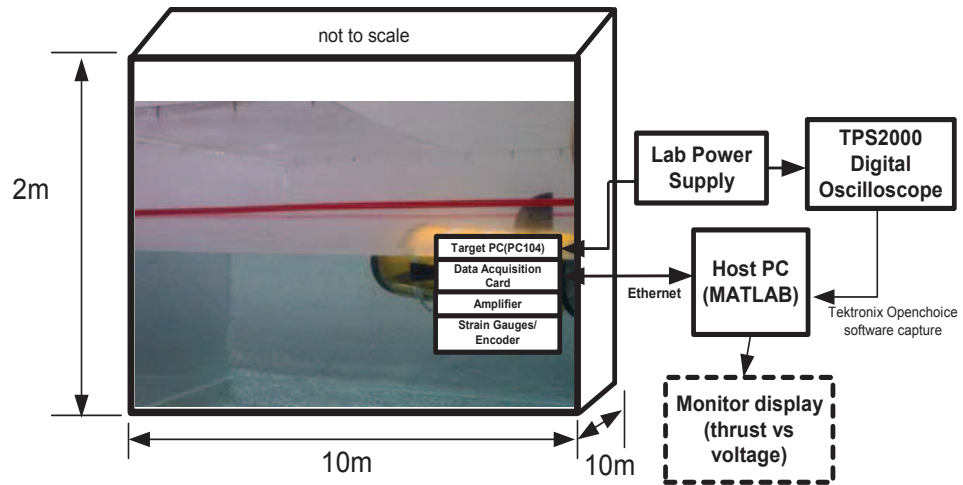 not to scale
2m
Target PC(PC104)
Data Acquisition
Card
Amplifier
Strain Gauges/
Encoder
Lab Power
Supply
TPS2000
Digital
Oscilloscope
Ethernet
Host PC
(MATLAB)
Tektronix Openchoice
software capture
Monitor display
(thrust vs
voltage)
10m
10m